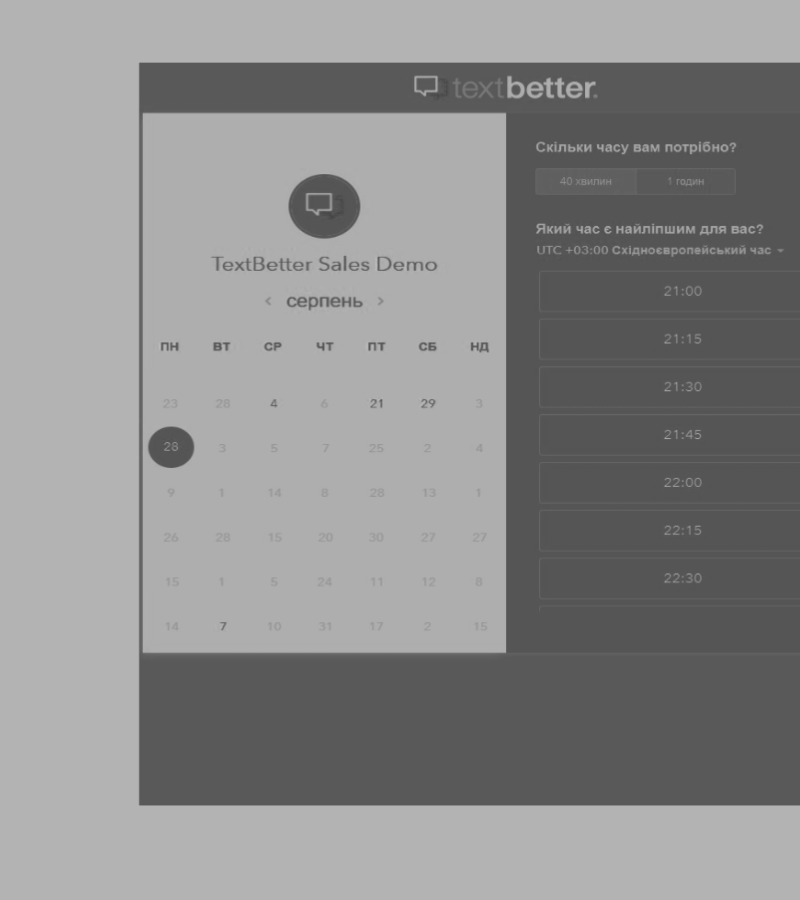 textbetter.
TextBetter Sales Demo
‹ серпень ›
ПН ВТ СР ЧТ ПТ СБ НД
23 28 4 6 21 29 3
28 3 5 7 25 2 4
9 1 14 8 28 13 1
26 28 15 20 30 27 27
15 1 5 24 11 12 8
14 7 10 31 17 2 15
Скільки часу вам потрібно?
40 хвилин 1 годин
Який час є найліпшим для вас?
UTC +03:00 Східноєвропейський час
21:00
21:15
21:30
21:45
22:00
22:15
22:30